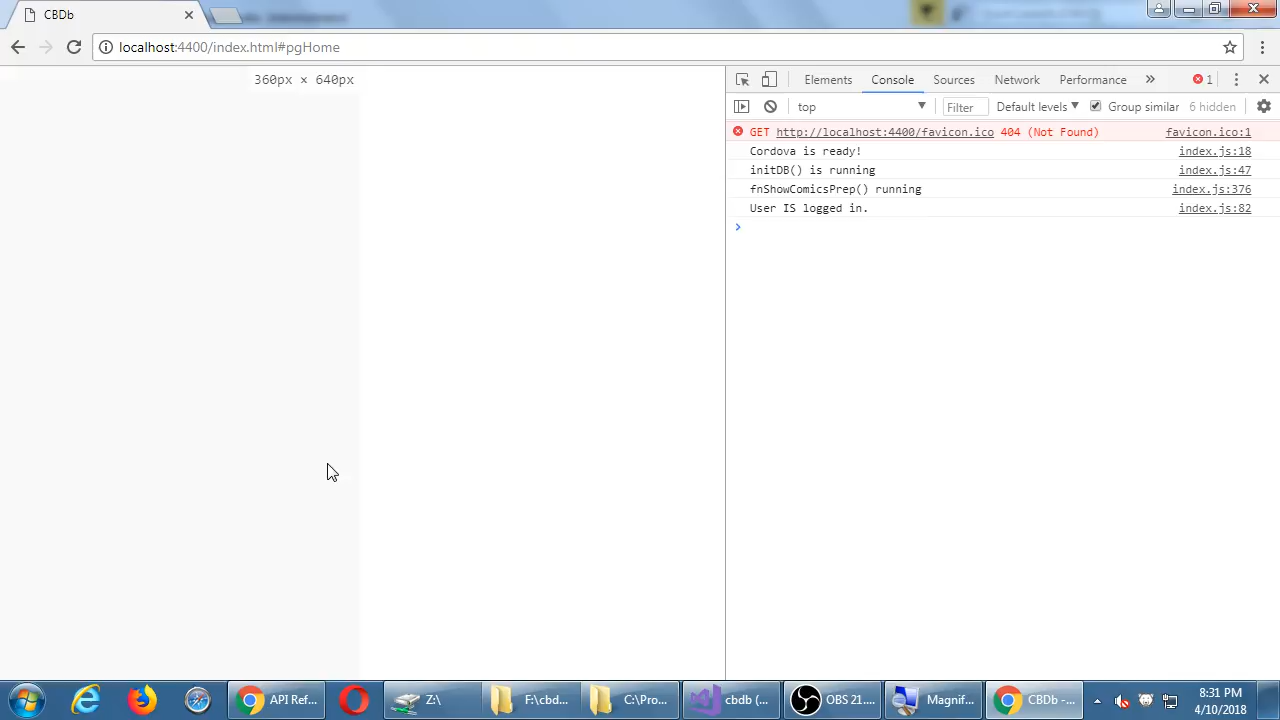 CBDb
localhost:4400/index.html#pgHome
360px × 640px
Elements Console Sources Network Performance » 1
top Filter Default levels Group similar 6 hidden
GET http://localhost:4400/favicon.ico 404 (Not Found) favicon.ico:1
Cordova is ready! index.js:18
initDB() is running index.js:47
fnShowComicsPrep() running index.js:376
User IS logged in. index.js:82
API Ref... Z:\ F:\cbd... C:\Pro... cbdb (... OBS 21.... Magnif... CBDb -... 8:31 PM
4/10/2018